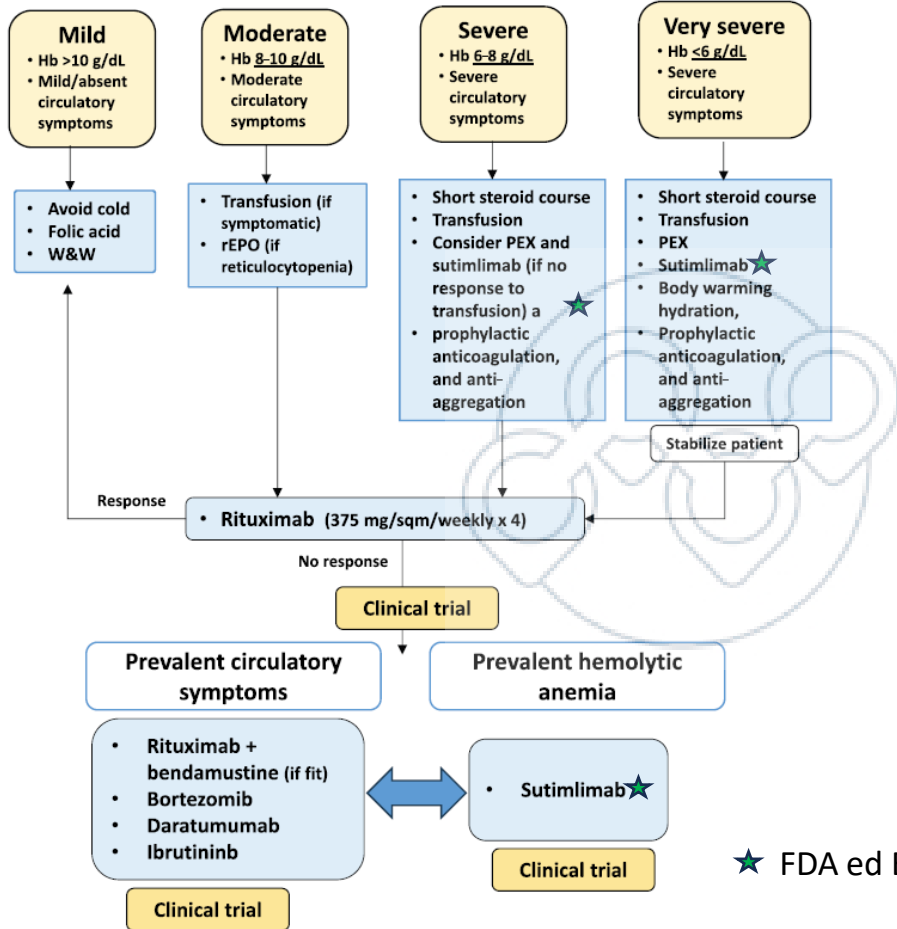 Mild
• Hb >10 g/dL
• Mild/absent
circulatory
symptoms
Moderate
• Hb 8-10 g/dL
• Moderate
circulatory
symptoms
Severe
• Hb 6-8 g/dL
• Severe
circulatory
symptoms
Very severe
• Hb <6 g/dL
• Severe
circulatory
symptoms
• Avoid cold
• Folic acid
• W&W
• Transfusion (if
symptomatic)
• rEPO (if
reticulocytopenia)
• Short steroid course
• Transfusion
• Consider PEX and
sutimlimab (if no
response to
transfusion) a
• prophylactic
anticoagulation,
and anti-
aggregation
• Short steroid course
• Transfusion
• PEX
• Sutimlimab
• Body warming
hydration,
• Prophylactic
anticoagulation,
and anti-
aggregation
Stabilize patient
Response
• Rituximab (375 mg/sqm/weekly x 4)
No response
Clinical trial
Prevalent circulatory
symptoms
Prevalent hemolytic
anemia
• Rituximab +
bendamustine (if fit)
• Bortezomib
• Daratumumab
• Ibrutininb
• Sutimlimab
Clinical trial
Clinical trial
FDA ed